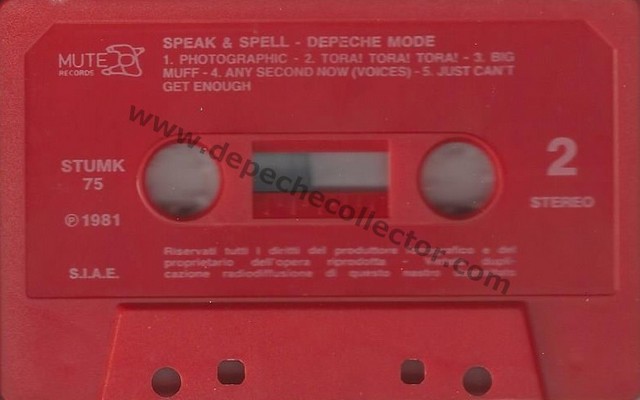 MUTE
RECORDS
SPEAK & SPELL - DEPECHE MODE
1. PHOTOGRAPHIC - 2. TORA! TORA! TORA! - 3. BIG
MUFF - 4. ANY SECOND NOW (VOICES) - 5. JUST CAN'T
GET ENOUGH
www.depechecollector.com
STUMK
75
2
STEREO
℗ 1981
S.I.A.E.
Riservati tutti i diritti del produttore e del
proprietario dell'opera riprodotta
cazione radiodiffusione di questo nastro